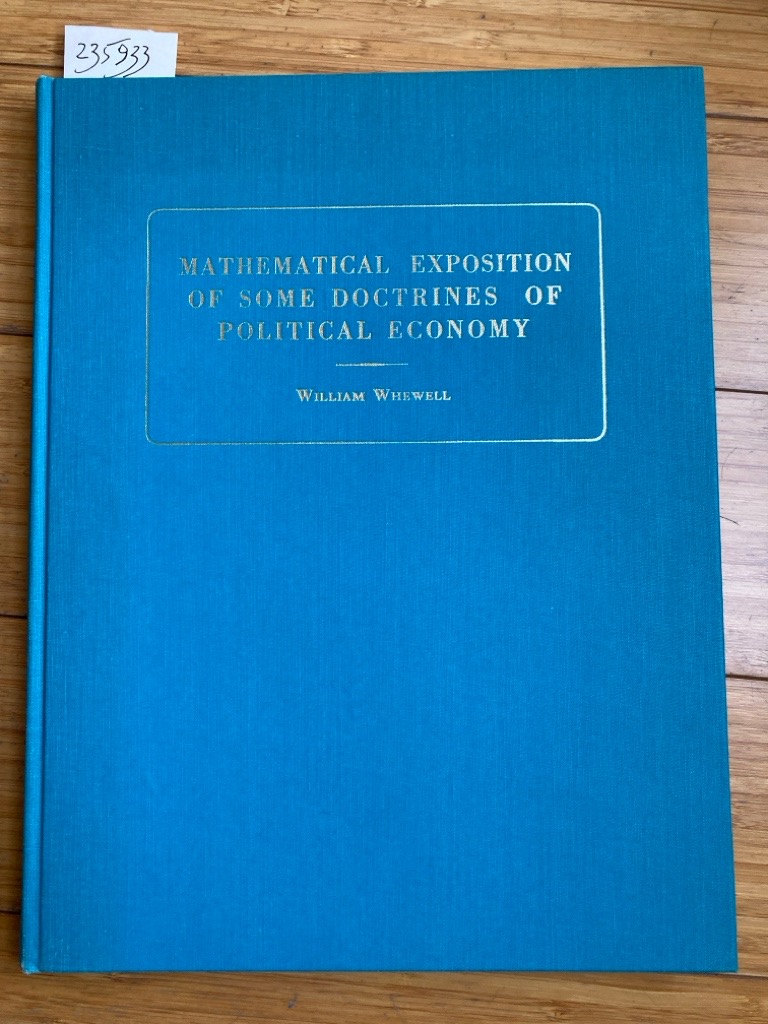 235933
MATHEMATICAL EXPOSITION
OF SOME DOCTRINES OF
POLITICAL ECONOMY
WILLIAM WHEWELL